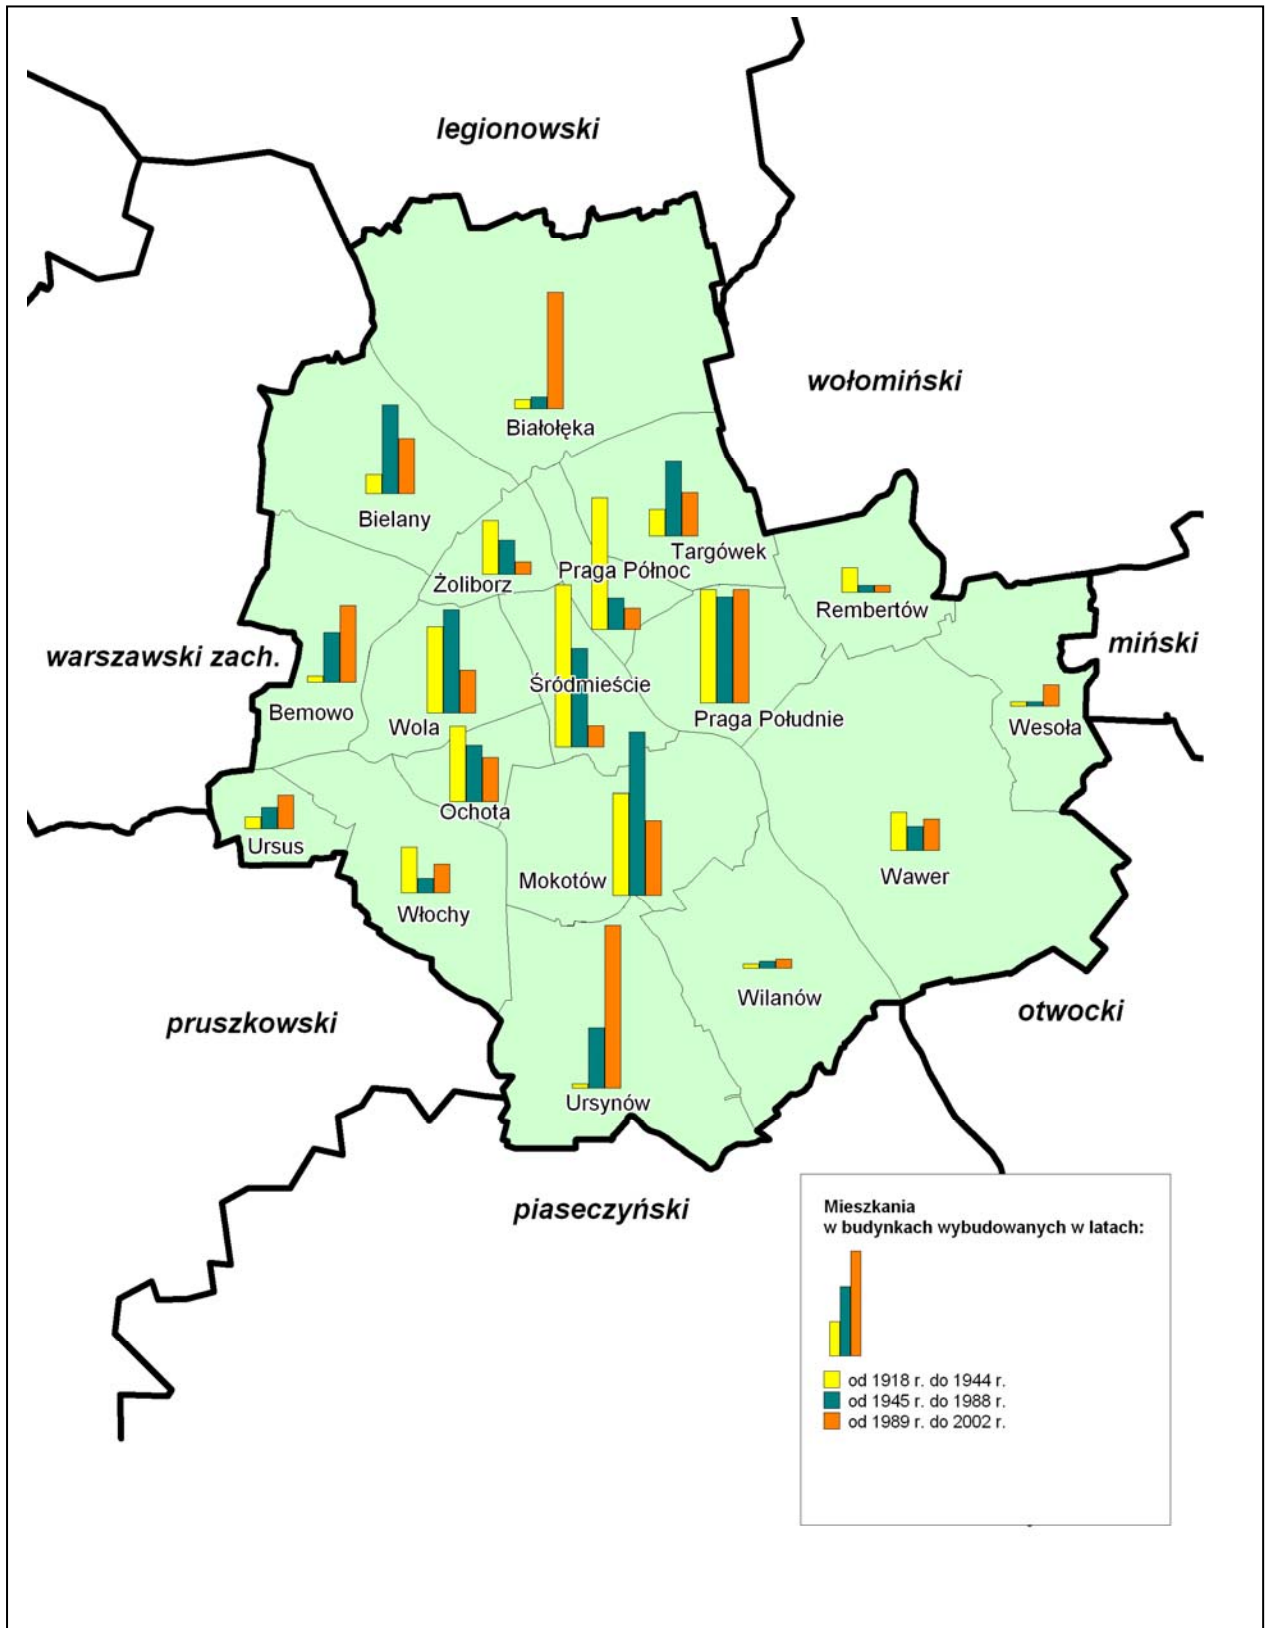 legionowski
wołomiński
Białołęka
Bielany
Targówek
Praga Północ
Żoliborz
Rembertów
miński
warszawski zach.
Śródmieście
Bemowo
Wola
Praga Południe
Wesoła
Ochota
Ursus
Mokotów
Wawer
Włochy
Wilanów
otwocki
pruszkowski
Ursynów
piaseczyński
Mieszkania
w budynkach wybudowanych w latach:
od 1918 r. do 1944 r.
od 1945 r. do 1988 r.
od 1989 r. do 2002 r.